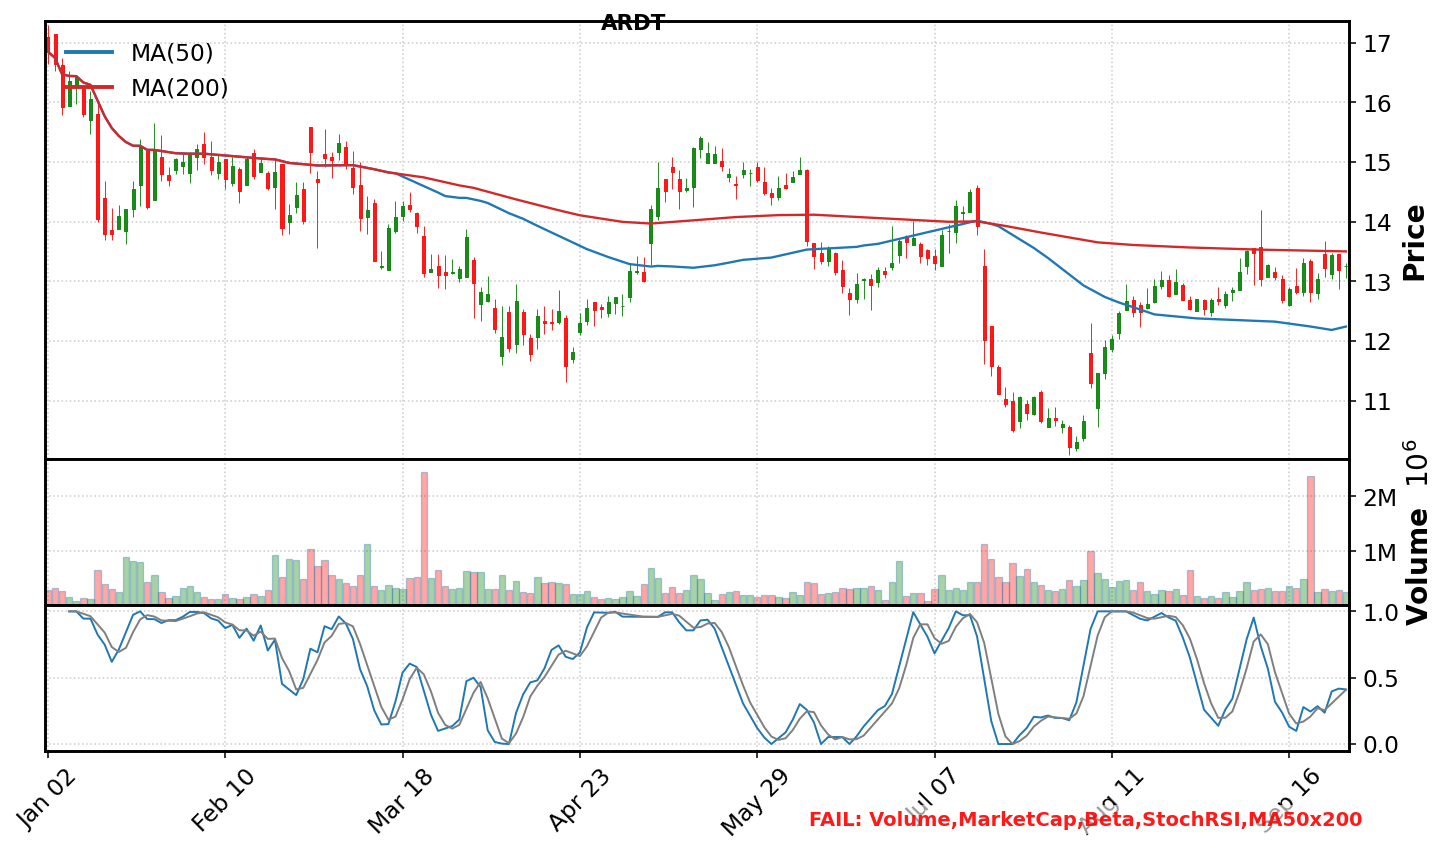 ARDT
MA(50)
MA(200)
17
16
15
14
13
12
11
Price
2M
1M
Volume 10^6
1.0
0.5
0.0
Jan 02
Feb 10
Mar 18
Apr 23
May 29
Jul 07
Aug 11
Sep 16
FAIL: Volume,MarketCap,Beta,StochRSI,MA50x200